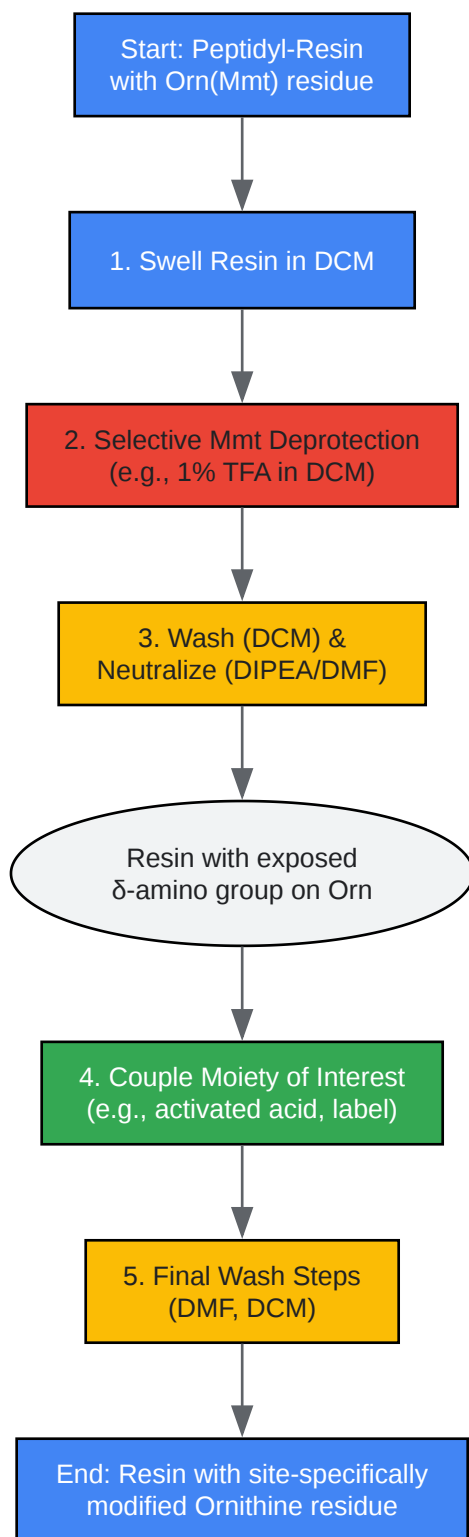 Start: Peptidyl-Resin
with Orn(Mmt) residue
1. Swell Resin in DCM
2. Selective Mmt Deprotection
(e.g., 1% TFA in DCM)
3. Wash (DCM) &
Neutralize (DIPEA/DMF)
Resin with exposed
δ-amino group on Orn
4. Couple Moiety of Interest
(e.g., activated acid, label)
5. Final Wash Steps
(DMF, DCM)
End: Resin with site-specifically
modified Ornithine residue